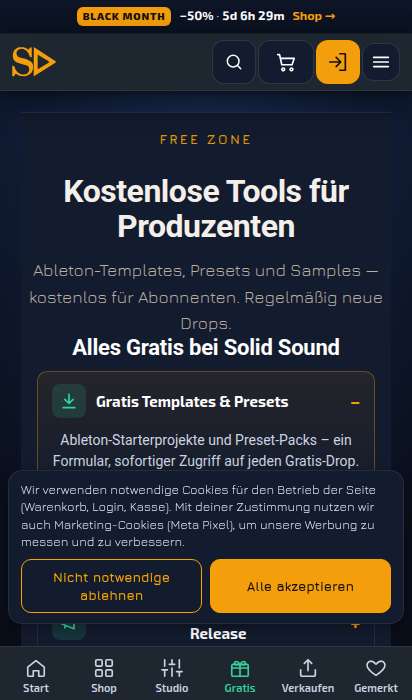 BLACK MONTH −50% · 5d 6h 29m Shop →
FREE ZONE
Kostenlose Tools für
Produzenten
Ableton-Templates, Presets und Samples —
kostenlos für Abonnenten. Regelmäßig neue
Drops.
Alles Gratis bei Solid Sound
Gratis Templates & Presets −
Ableton-Starterprojekte und Preset-Packs – ein
Formular, sofortiger Zugriff auf jeden Gratis-Drop.
Wir verwenden notwendige Cookies für den Betrieb der Seite
(Warenkorb, Login, Kasse). Mit deiner Zustimmung nutzen wir
auch Marketing-Cookies (Meta Pixel), um unsere Werbung zu
messen und zu verbessern.
Nicht notwendige
ablehnen
Alle akzeptieren
Release
Start Shop Studio Gratis Verkaufen Gemerkt